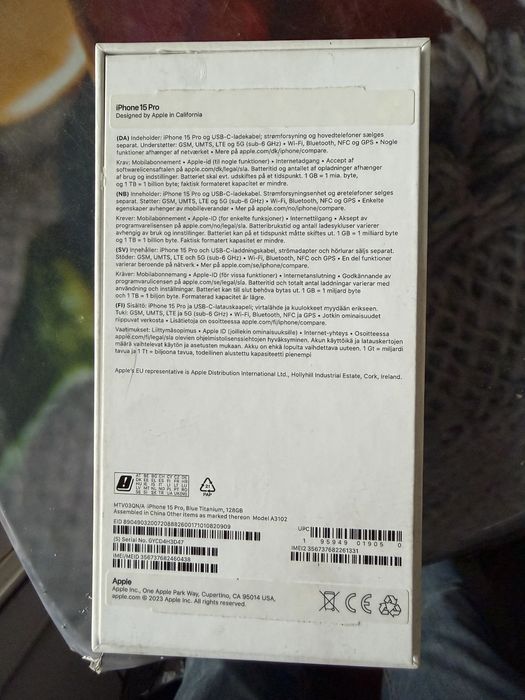 iPhone 15 Pro
Designed by Apple in California
(DA) Indeholder: iPhone 15 Pro og USB-C-ladekabel; strømforsyning og hovedtelefoner sælges
separat. Understøtter: GSM, UMTS, LTE og 5G (sub-6 GHz) • Wi-Fi, Bluetooth, NFC og GPS • Nogle
funktioner afhænger af netværket • Mere på apple.com/dk/iphone/compare.
Krav: Mobilabonnement • Apple-id (til nogle funktioner) • Internetadgang • Accept af
softwarelicensaftalen på apple.com/dk/legal/sla. Batteritid og antallet af opladninger afhænger
af brug og indstillinger. Batteriet skal evt. udskiftes på et tidspunkt. 1 GB = 1 mia. byte,
og 1 TB = 1 billion byte; faktisk formateret kapacitet er mindre.
(NB) Inneholder: iPhone 15 Pro og USB-C-ladekabel. Strømforsyningsenhet og øretelefoner selges
separat. Støtter: GSM, UMTS, LTE og 5G (sub-6 GHz) • Wi-Fi, Bluetooth, NFC og GPS • Enkelte
egenskaper avhenger av mobilleverandøren • Mer på apple.com/no/iphone/compare.
Krever: Mobilabonnement • Apple-ID (for enkelte funksjoner) • Internettilgang • Aksept av
programvarelisensen på apple.com/no/legal/sla. Batteribrukstid og antall ladesykluser varierer
avhengig av bruk og innstillinger. Batteriet kan på et tidspunkt måtte skiftes ut. 1 GB = 1 milliard byte
og 1 TB = 1 billion byte. Faktisk formatert kapasitet er mindre.
(SV) Innehåller: iPhone 15 Pro och USB-C-laddningskabel, strömadapter och hörlurar säljs separat.
Stöder: GSM, UMTS, LTE och 5G (sub-6 GHz) • Wi-Fi, Bluetooth, NFC och GPS • En del funktioner
varierar beroende på nätverk • Mer på apple.com/se/iphone/compare.
Kräver: Mobilabonnemang • Apple-ID (för vissa funktioner) • Internetanslutning • Godkännande av
programvarulicensen på apple.com/se/legal/sla. Batteritid och totalt antal laddningar varierar med
användning och inställningar. Batteriet kan till slut behöva bytas ut. 1 GB = 1 miljard byte
och 1 TB = 1 biljon byte. Formaterad kapacitet är lägre.
(FI) Sisältö: iPhone 15 Pro ja USB-C-latauskaapeli; virtalähde ja kuulokkeet myydään erikseen.
Tuki: GSM, UMTS, LTE ja 5G (sub-6 GHz) • Wi-Fi, Bluetooth, NFC ja GPS • Jotkin ominaisuudet
riippuvat verkosta • Lisätietoja on osoitteessa apple.com/fi/iphone/compare.
Vaatimukset: Liittymäsopimus • Apple ID (joillekin ominaisuuksille) • Internet-yhteys • Osoitteessa
apple.com/fi/legal/sla olevien ohjelmistolisenssiehtojen hyväksyminen. Akun käyttöikä ja latauskertojen
määrä vaihtelevat käytön ja asetusten mukaan. Akku on ehkä lopulta vaihdettava uuteen. 1 Gt = miljardi
tavua ja 1 Tt = biljoona tavua, todellinen alustettu kapasiteetti pienempi
Apple's EU representative is Apple Distribution International Ltd., Hollyhill Industrial Estate, Cork, Ireland.
21
PAP
MTV03QN/A iPhone 15 Pro, Blue Titanium, 128GB
Assembled in China Other items as marked thereon Model A3102
EID 89049032007208882600171010820909
UPC
1 95949 01905 0
(S) Serial No. 0YCD4H3D47
IMEI2 356737682261331
IMEI/MEID 356737682460438
Apple
Apple Inc., One Apple Park Way, Cupertino, CA 95014 USA.
apple.com © 2023 Apple Inc. All rights reserved.
CE